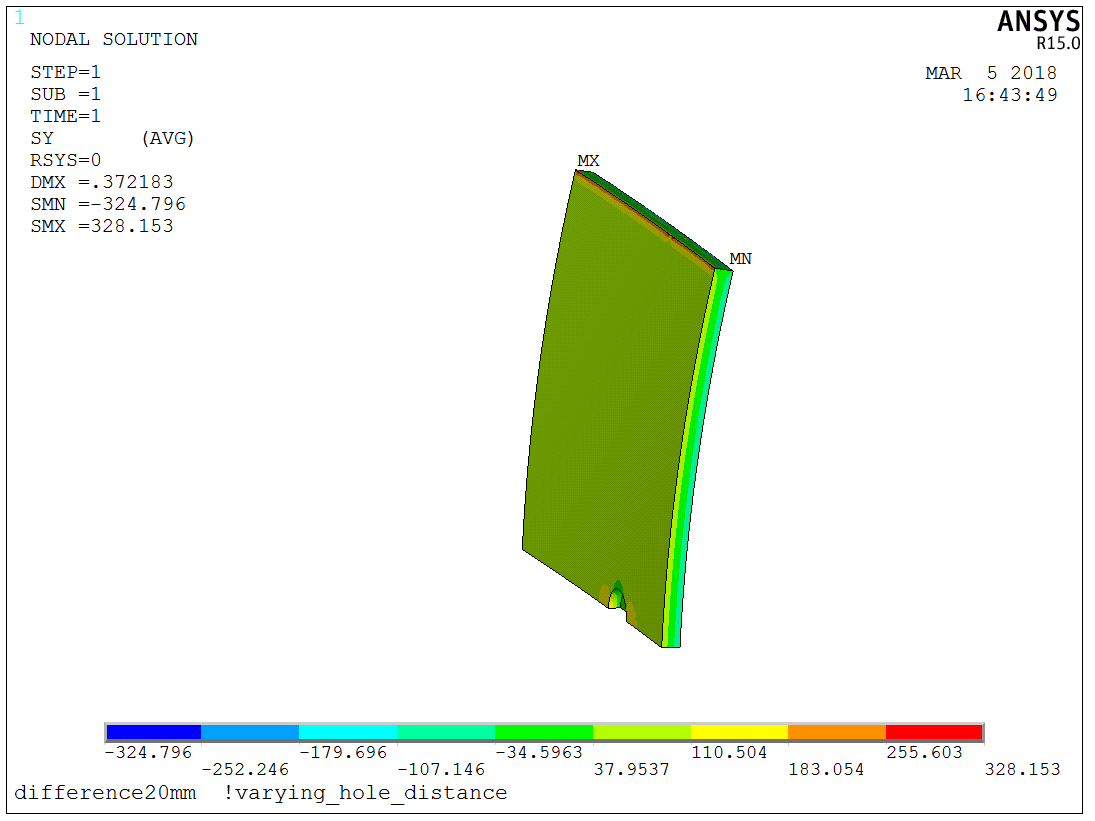 1
ANSYS
R15.0
NODAL SOLUTION
STEP=1
SUB =1
TIME=1
SY (AVG)
RSYS=0
DMX =.372183
SMN =-324.796
SMX =328.153
MAR 5 2018
16:43:49
MX
MN
-324.796 -179.696 -34.5963 110.504 255.603
-252.246 -107.146 37.9537 183.054 328.153
difference20mm !varying_hole_distance